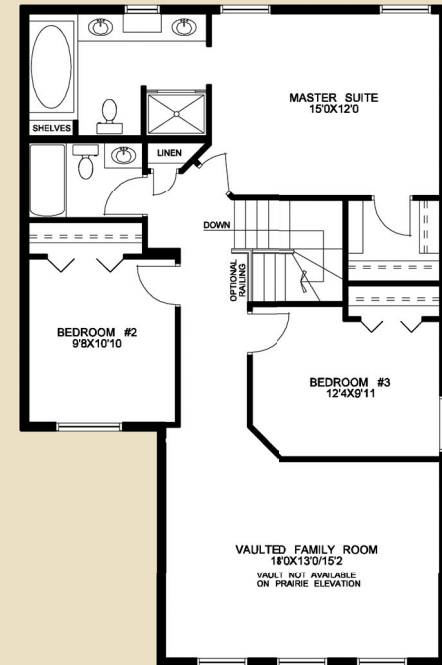 MASTER SUITE
15'0X12'0
SHELVES
LINEN
DOWN
OPTIONAL
RAILING
BEDROOM #2
9'8X10'10
BEDROOM #3
12'4X9'11
VAULTED FAMILY ROOM
18'0X13'0/15'2
VAULT NOT AVAILABLE
ON PRAIRIE ELEVATION